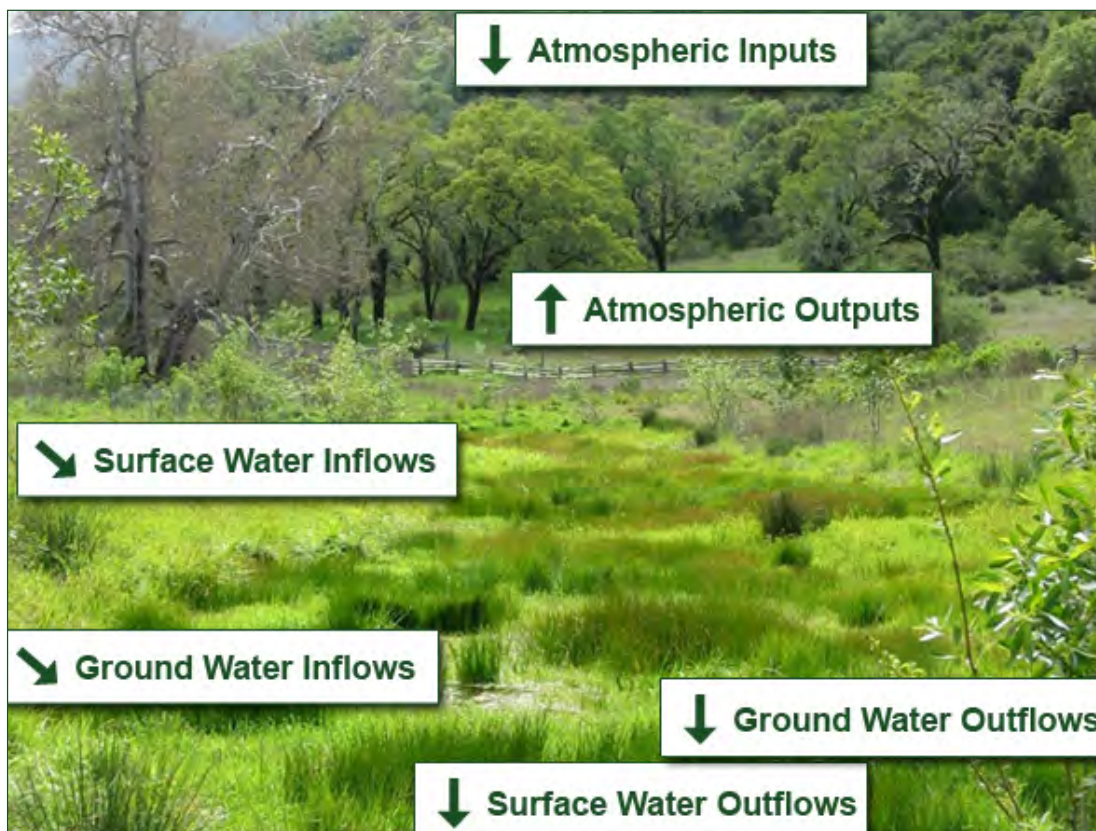 Atmospheric Inputs
Atmospheric Outputs
Surface Water Inflows
Ground Water Inflows
Ground Water Outflows
Surface Water Outflows